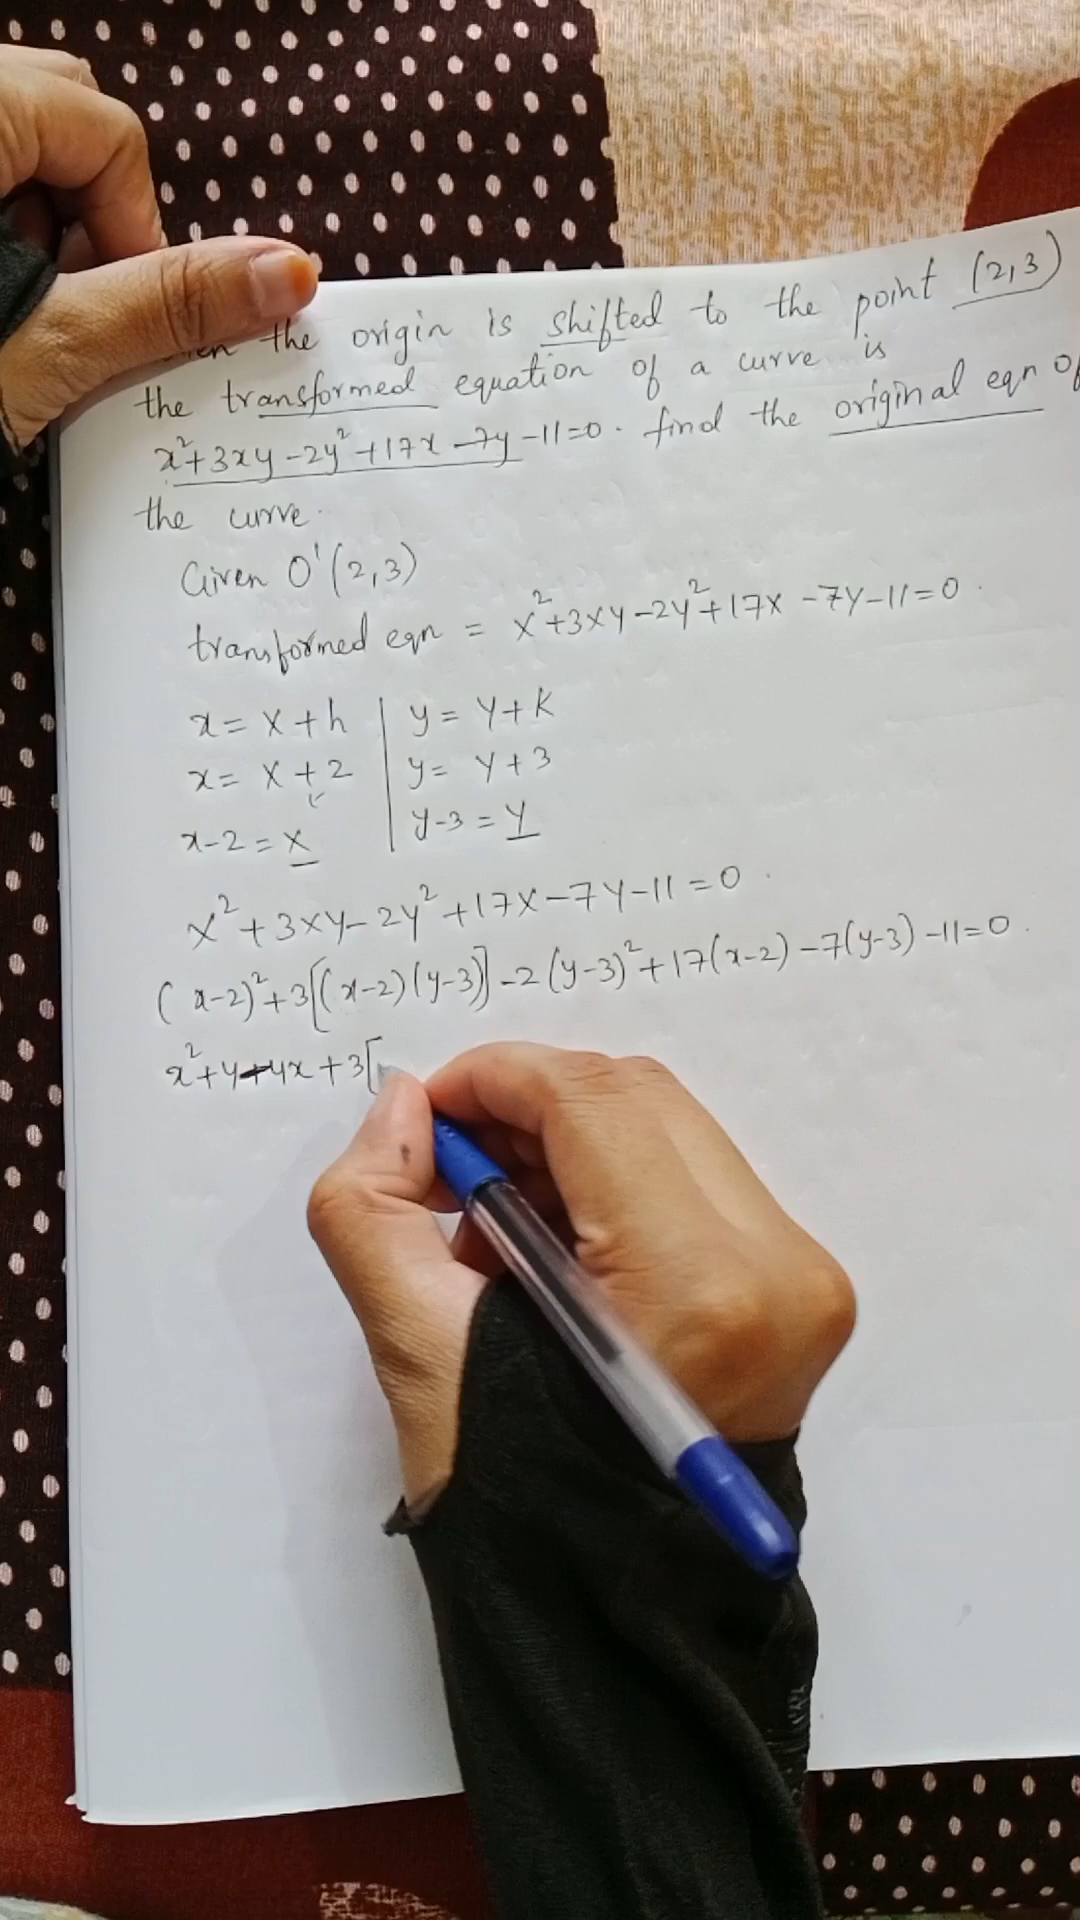 the origin is shifted to the point (2,3)
the transformed equation of a curve is
x²+3xy-2y²+17x-7y-11=0. find the original eqn of
the curve.
Given O'(2,3)
transformed eqn = X²+3XY-2Y²+17X-7Y-11=0.
x = X+h | y = Y+K
x = X+2 | y = Y+3
x-2 = X | y-3 = Y
X²+3XY-2Y²+17X-7Y-11=0.
(x-2)²+3[(x-2)(y-3)]-2(y-3)²+17(x-2)-7(y-3)-11=0.
x²+4-4x+3[